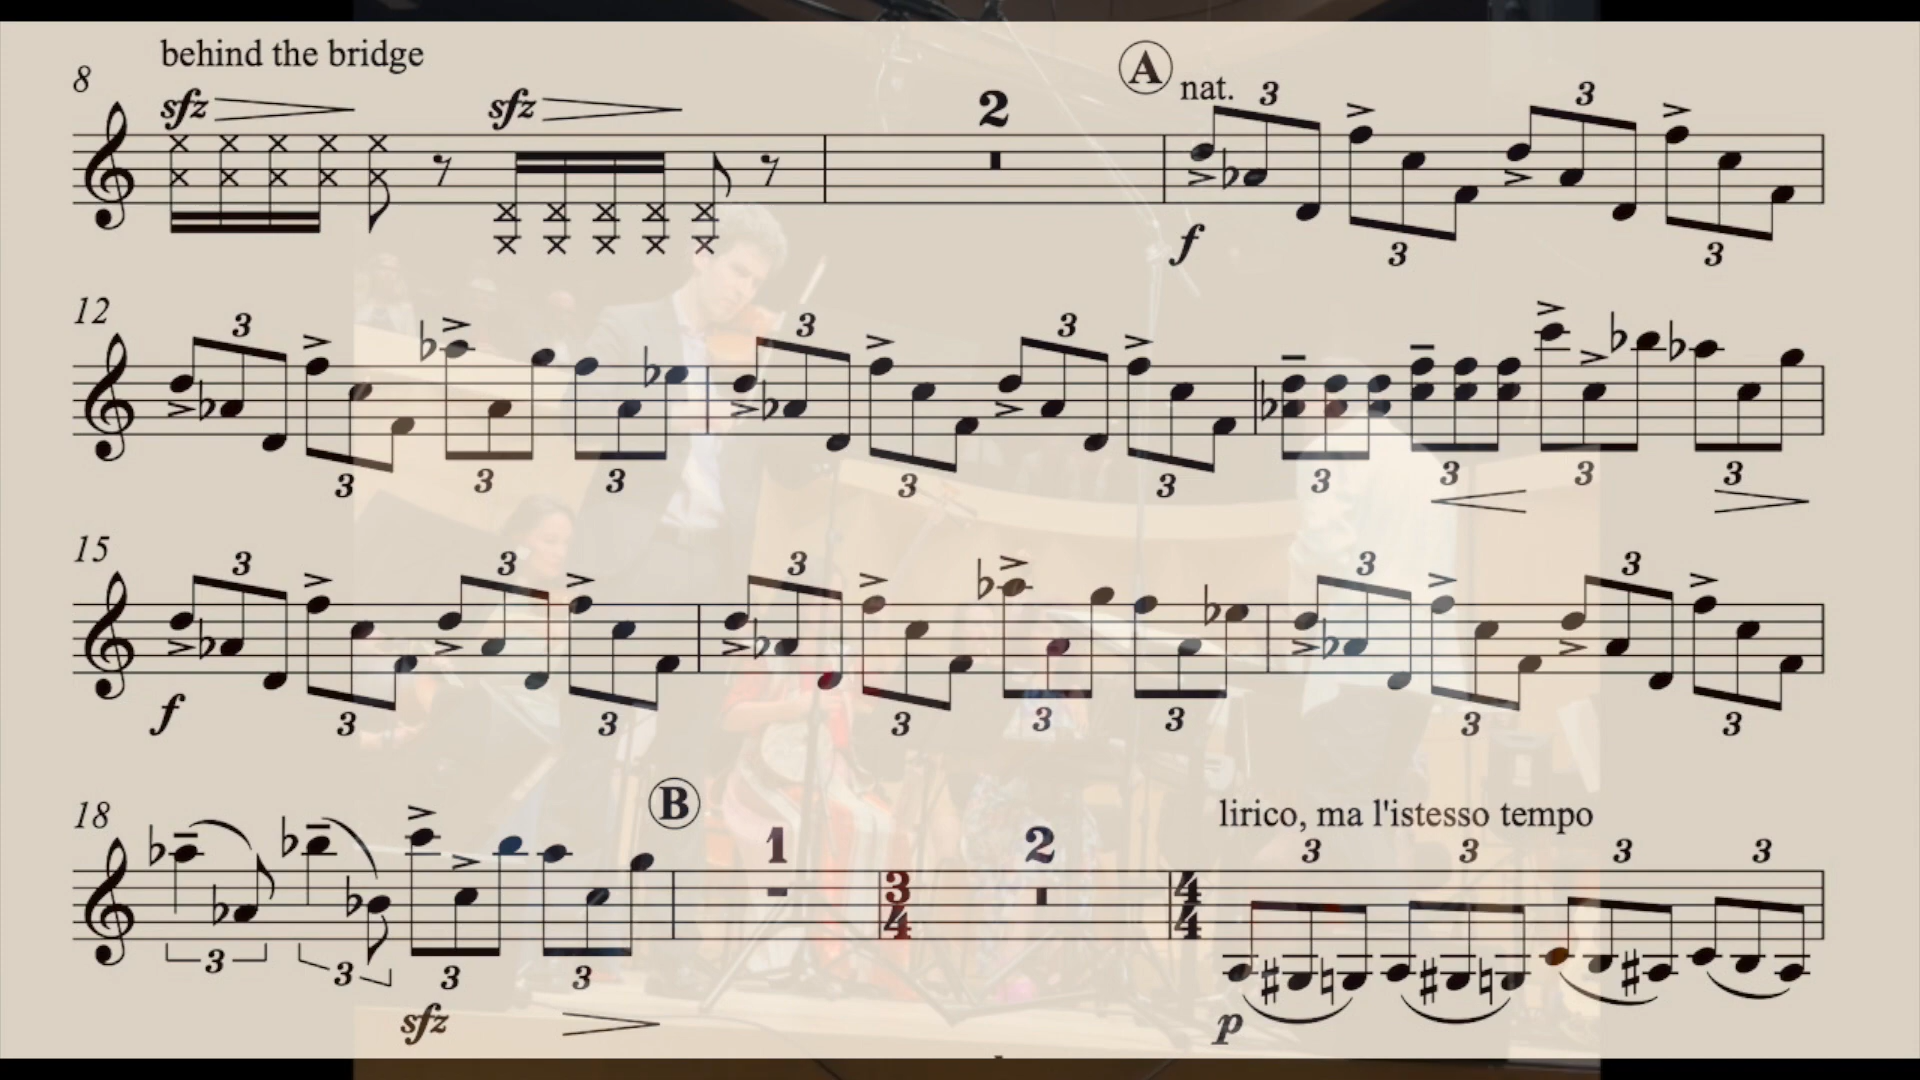 behind the bridge
8
sfz sfz 2 A nat. 3 3
f 3 3
12
3 3 3
3 3 3 3 3 3 3 3 3
15
3 3 3 3 3
f 3 3 3 3 3 3 3
18
B lirico, ma l'istesso tempo
1 2 3 3 3 3
3 4 4 4
3 3 3 3
sfz p